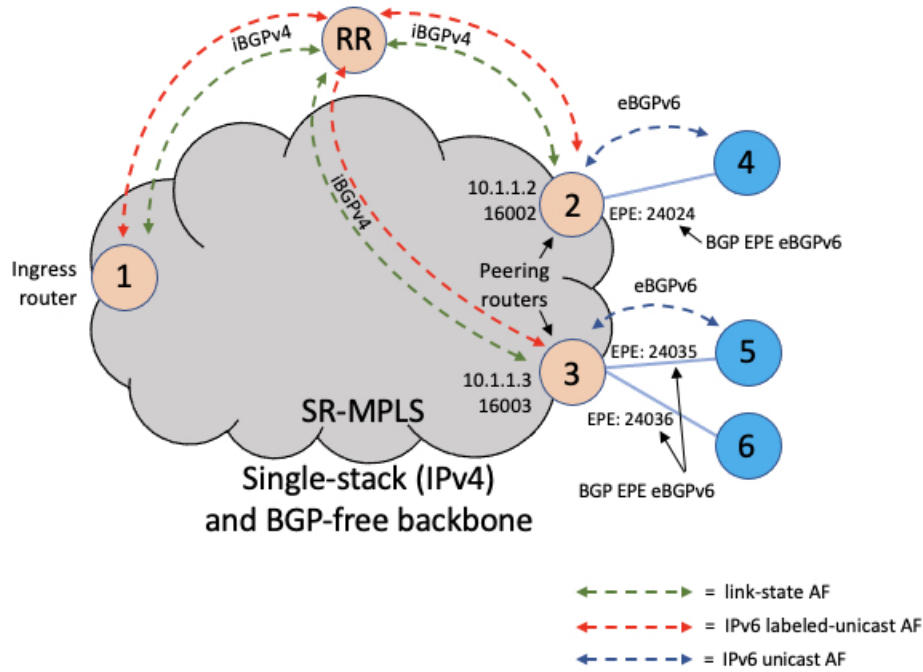 RR
iBGPv4
iBGPv4
iBGPv4
eBGPv6
4
10.1.1.2
16002
2
EPE: 24024
BGP EPE eBGPv6
Ingress
router
1
Peering
routers
eBGPv6
EPE: 24035
5
10.1.1.3
16003
3
EPE: 24036
6
BGP EPE eBGPv6
SR-MPLS
Single-stack (IPv4)
and BGP-free backbone
= link-state AF
= IPv6 labeled-unicast AF
= IPv6 unicast AF